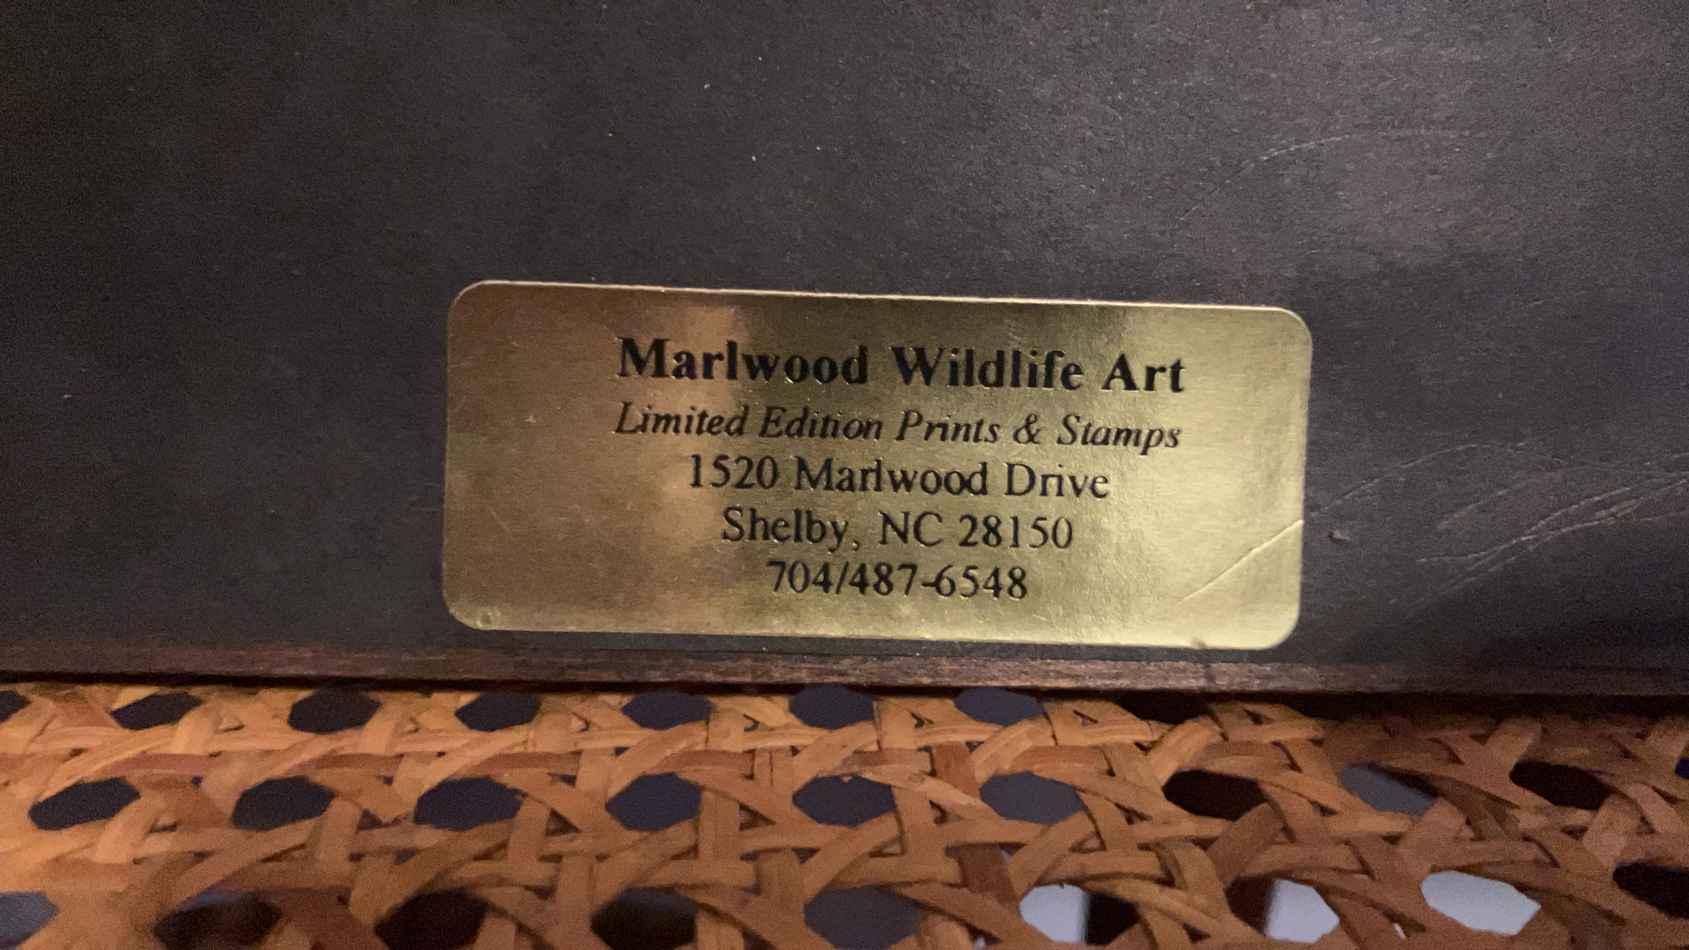 Marlwood Wildlife Art
Limited Edition Prints & Stamps
1520 Marlwood Drive
Shelby, NC 28150
704/487-6548